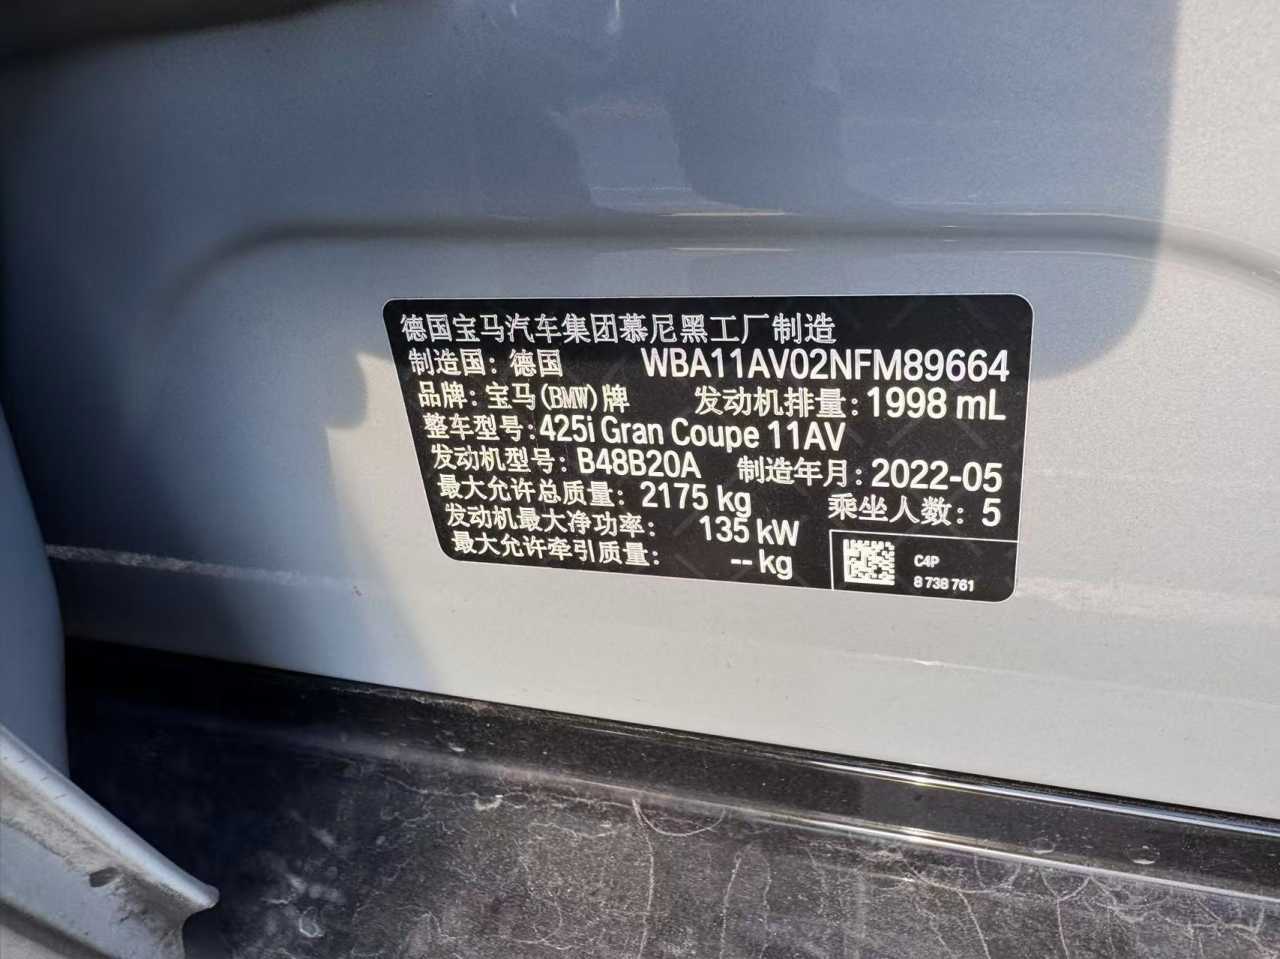 德国宝马汽车集团慕尼黑工厂制造
制造国：德国 WBA11AV02NFM89664
品牌：宝马(BMW)牌 发动机排量：1998 mL
整车型号：425i Gran Coupe 11AV
发动机型号：B48B20A 制造年月：2022-05
最大允许总质量：2175 kg 乘坐人数：5
发动机最大净功率：135 kW
最大允许牵引质量：-- kg
C4P
8 738 761